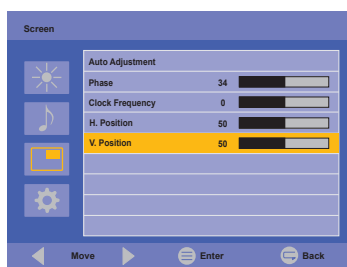 Screen
Auto Adjustment
Phase 34
Clock Frequency 0
H. Position 50
V. Position 50
Move Enter Back